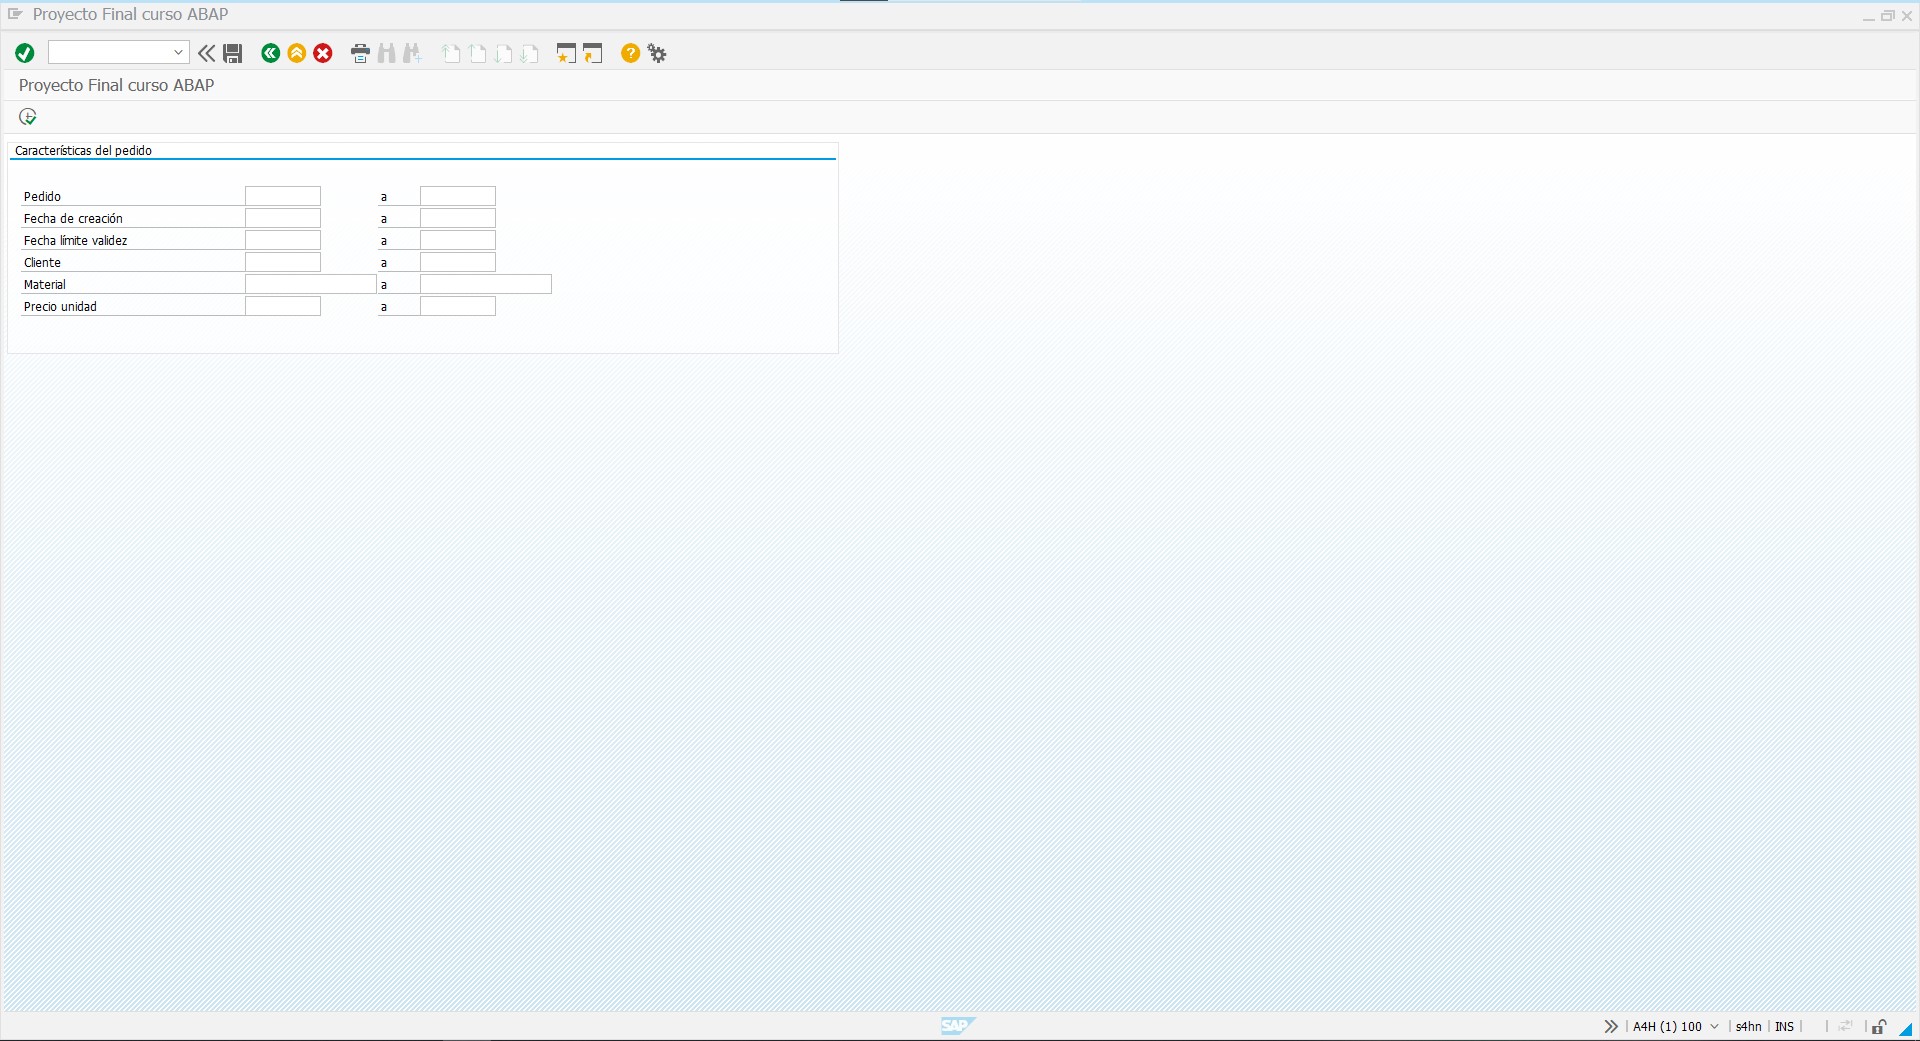 Proyecto Final curso ABAP
Proyecto Final curso ABAP
Características del pedido
Pedido a
Fecha de creación a
Fecha límite validez a
Cliente a
Material a
Precio unidad a
SAP
A4H (1) 100 s4hn INS